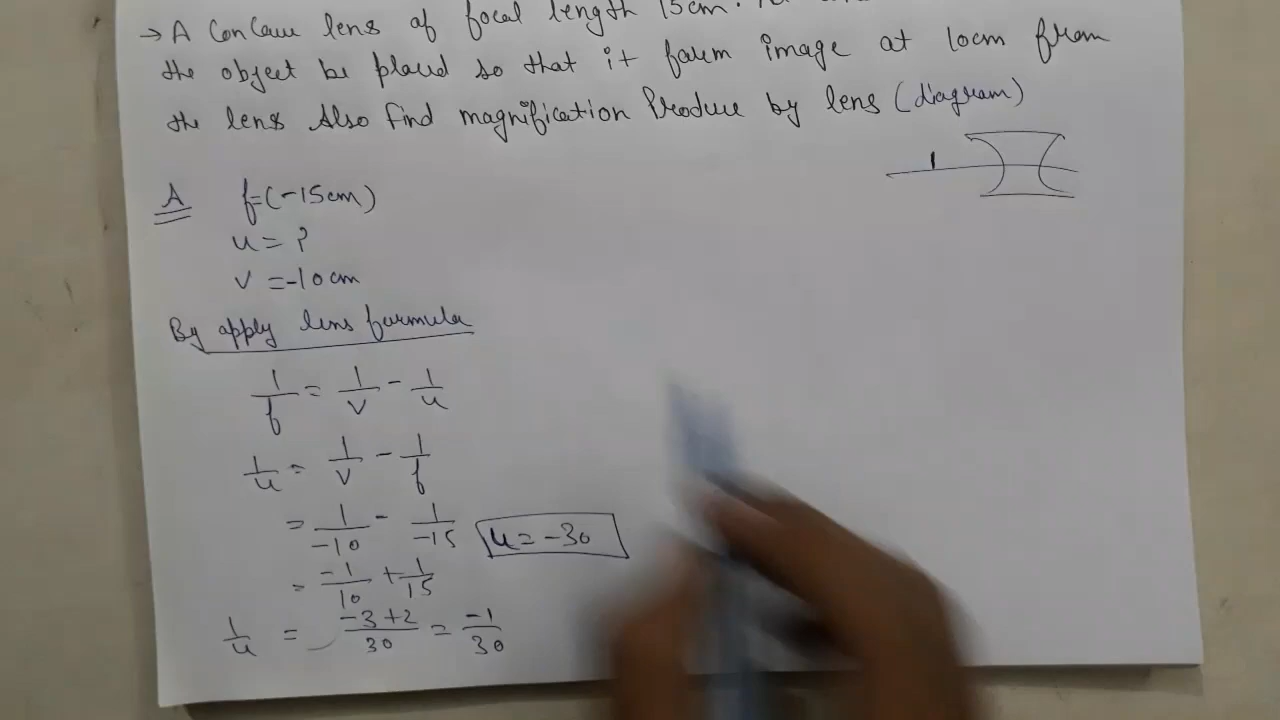 → A Concave lens of focal length 15cm.
the object be placed so that it form image at 10cm from
the lens Also find magnification Produce by lens (diagram)
A f=(-15cm)
u = ?
v = -10cm
By apply lens formula
1/f = 1/v - 1/u
1/u = 1/v - 1/f
= 1/-10 - 1/-15 u = -30
= -1/10 + 1/15
1/u = -3+2/30 = -1/30